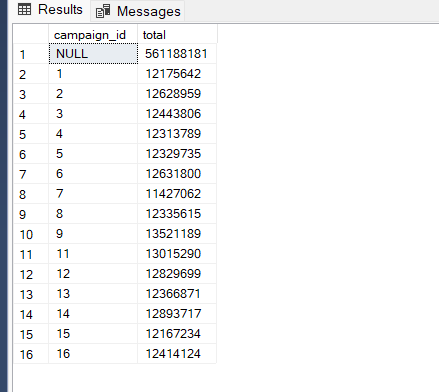 Results Messages
campaign_id total
1 NULL 561188181
2 1 12175642
3 2 12628959
4 3 12443806
5 4 12313789
6 5 12329735
7 6 12631800
8 7 11427062
9 8 12335615
10 9 13521189
11 11 13015290
12 12 12829699
13 13 12366871
14 14 12893717
15 15 12167234
16 16 12414124